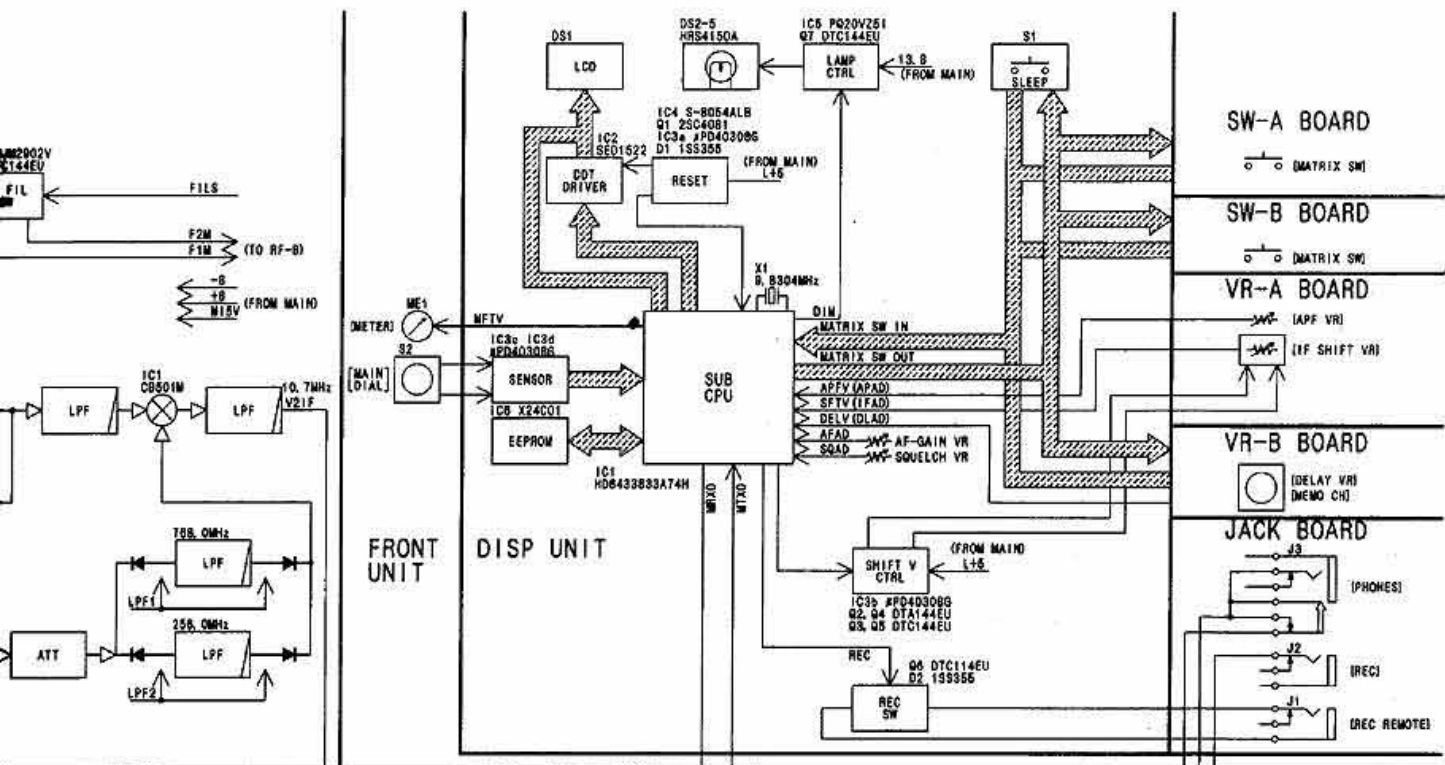 FIL
FILS
F2M
F1M
(TO RF-B)
-8
+8
M15V
(FROM MAIN)
LPF
IC1
CB501M
LPF
10.7MHz
V2IF
768.0MHz
LPF
LPF1
256.0MHz
LPF
LPF2
ATT
FRONT
UNIT
[METER]
ME1
MFTV
[MAIN
DIAL]
S2
DISP UNIT
DS1
LCD
IC2
SED1522
DOT
DRIVER
IC4 S-8054ALB
Q1 2SC4081
IC3a μPD4030BG
D1 1SS355
RESET
(FROM MAIN)
L+5
DS2-5
HRS4150A
IC5 PQ20VZ51
Q7 DTC144EU
LAMP
CTRL
13.8
(FROM MAIN)
S1
SLEEP
X1
9.8304MHz
DIM
MATRIX SW IN
MATRIX SW OUT
APFV (APAD)
SFTV (IFAD)
DELV (DLAD)
AFAD
AF-GAIN VR
SQAD
SQUELCH VR
IC3c IC3d
μPD4030BG
SENSOR
IC6 X24C01
EEPROM
SUB
CPU
IC1
HD6433833A74H
MRXD
MTXD
SHIFT V
CTRL
(FROM MAIN)
L+5
IC3b μPD4030BG
Q2, Q4 DTA144EU
Q3, Q5 DTC144EU
REC
Q6 DTC114EU
D2 1SS355
REC
SW
SW-A BOARD
[MATRIX SW]
SW-B BOARD
[MATRIX SW]
VR-A BOARD
[APF VR]
[IF SHIFT VR]
VR-B BOARD
[DELAY VR]
[MEMO CH]
JACK BOARD
J3
[PHONES]
J2
[REC]
J1
[REC REMOTE]